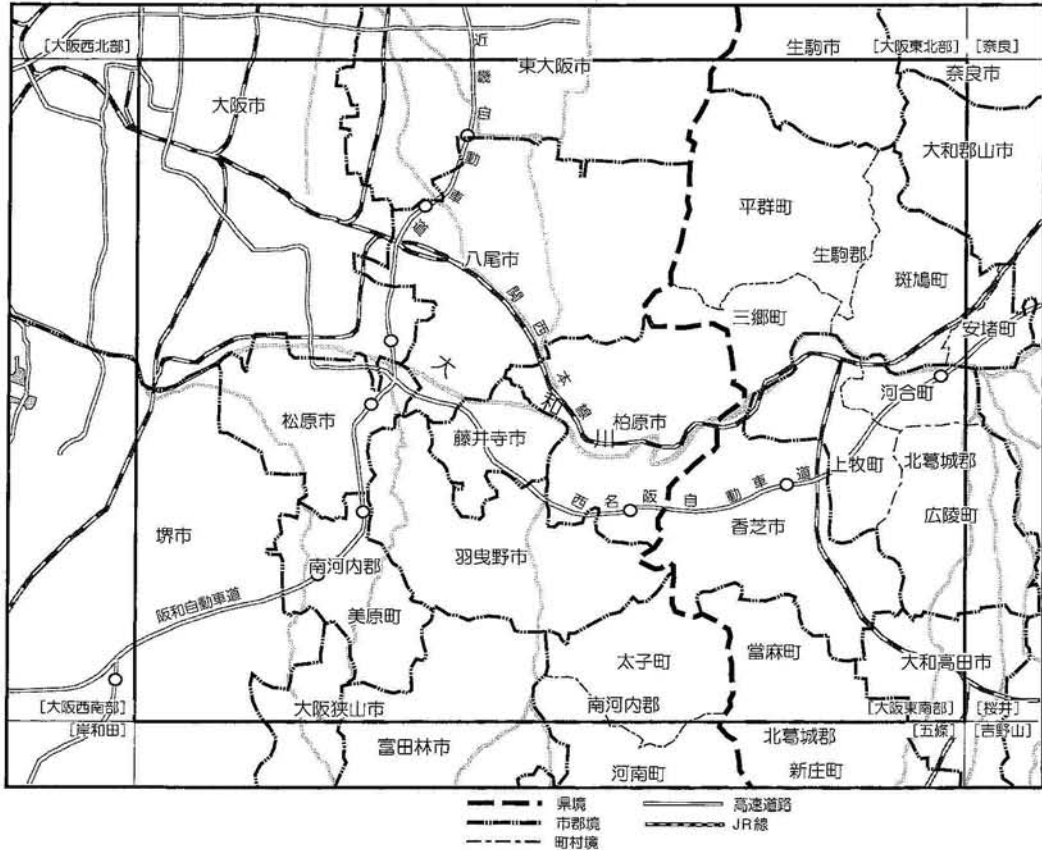 生駒市
[大阪西北部]
[大阪東北部]
[奈良]
近畿自動車道
東大阪市
奈良市
大阪市
大和郡山市
平群町
八尾市
生駒郡
斑鳩町
関西本線
三郷町
安堵町
大和川
河合町
松原市
柏原市
藤井寺市
上牧町
北葛城郡
西名阪自動車道
香芝市
広陵町
堺市
羽曳野市
南河内郡
阪和自動車道
美原町
太子町
當麻町
大和高田市
[大阪西南部]
大阪狭山市
南河内郡
[大阪東南部]
[桜井]
[岸和田]
富田林市
北葛城郡
[五條]
[吉野山]
河南町
新庄町
県境
高速道路
市郡境
JR線
町村境